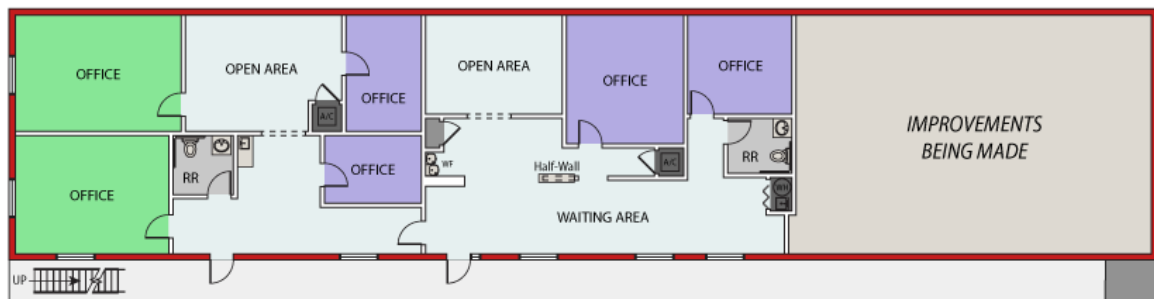 OFFICE
OPEN AREA
A/C
OFFICE
OPEN AREA
OFFICE
OFFICE
IMPROVEMENTS
BEING MADE
OFFICE
RR
OFFICE
WF
Half-Wall
A/C
RR
WH
WAITING AREA
UP